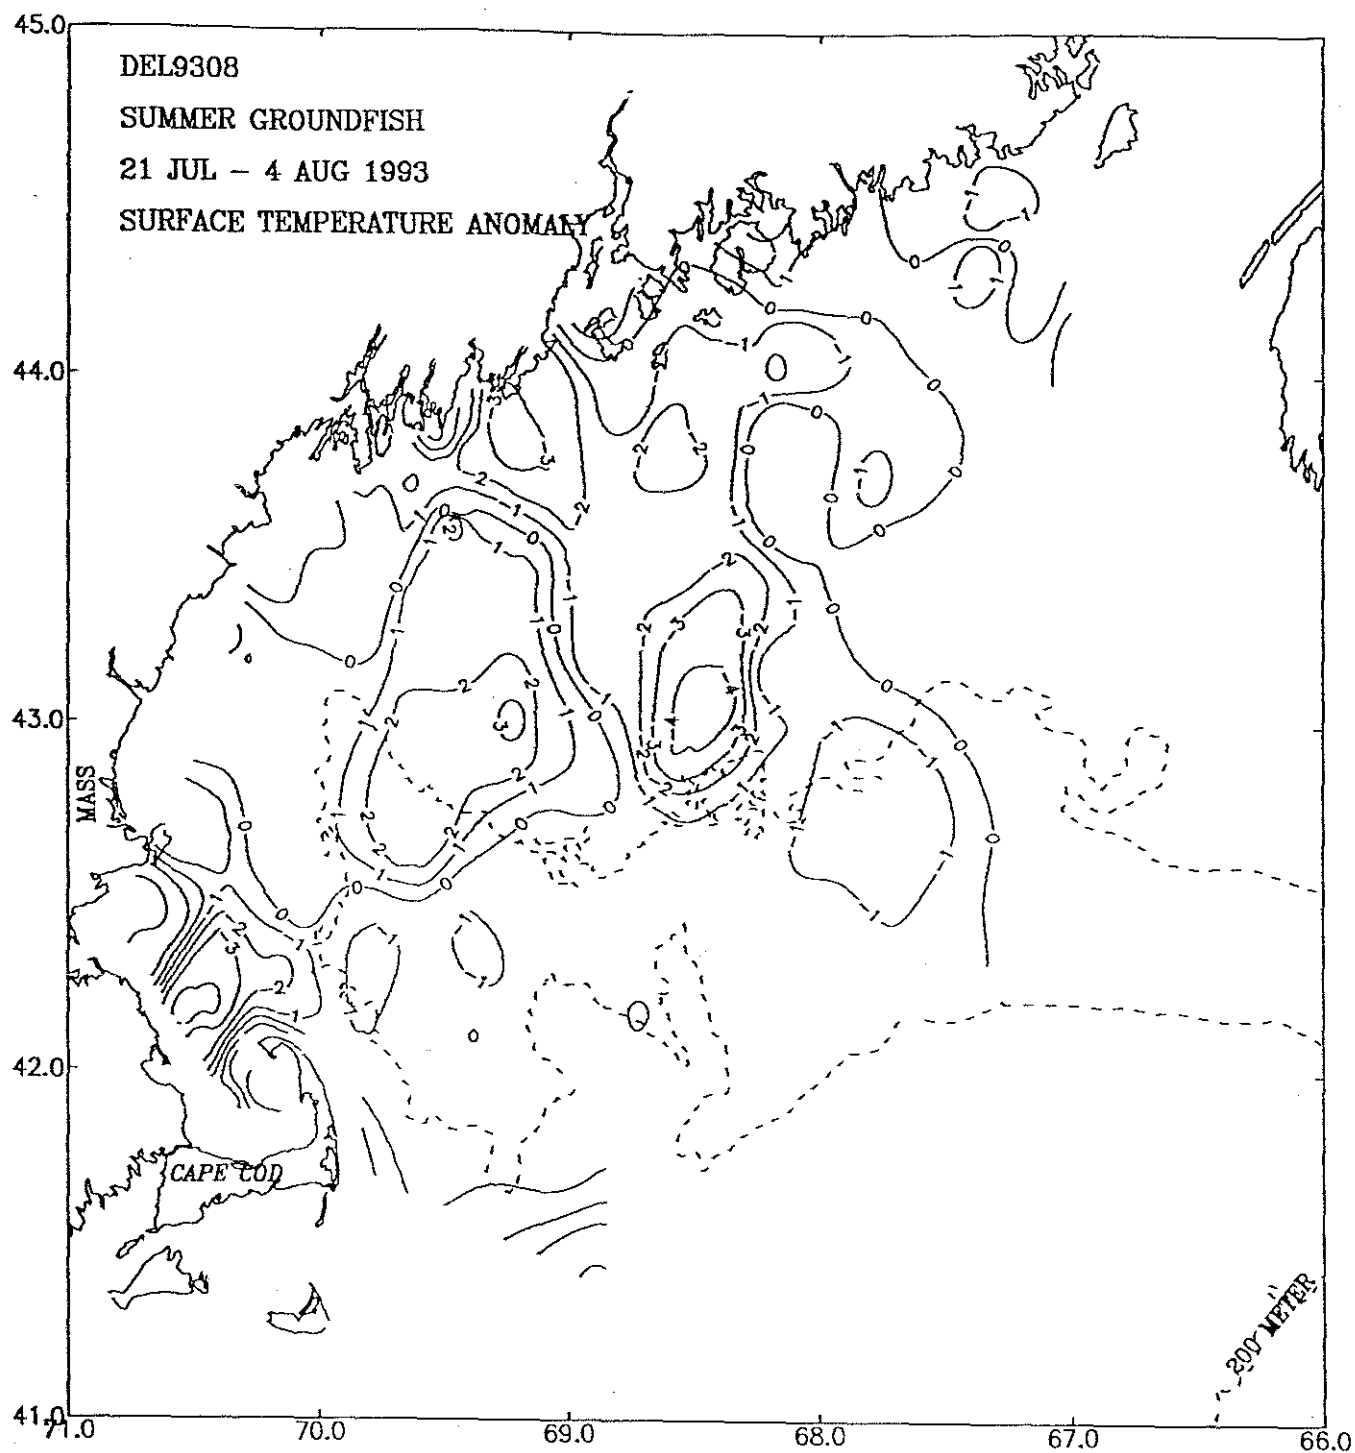 45.0
DEL9308
SUMMER GROUNDFISH
21 JUL – 4 AUG 1993
SURFACE TEMPERATURE ANOMALY
44.0
43.0
MASS
42.0
CAPE COD
200 METER
41.0
71.0 70.0 69.0 68.0 67.0 66.0